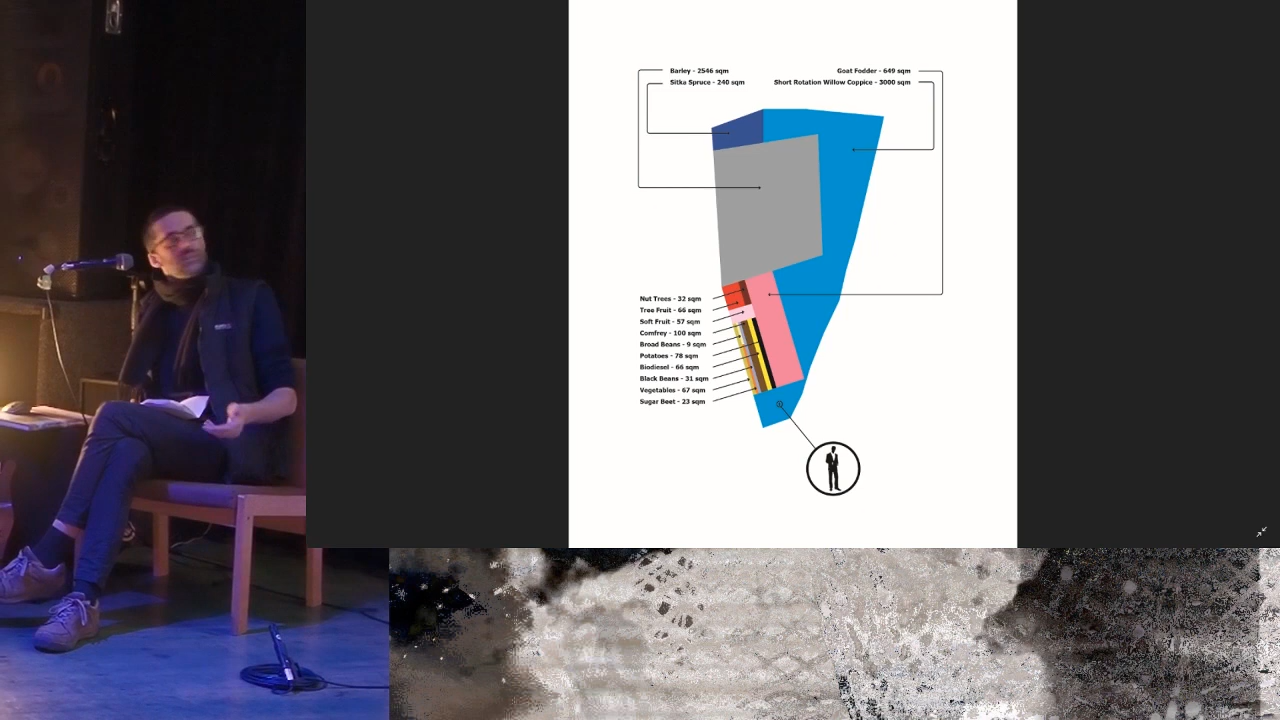 Barley - 2546 sqm
Sitka Spruce - 240 sqm
Goat Fodder - 649 sqm
Short Rotation Willow Coppice - 3000 sqm
Nut Trees - 32 sqm
Tree Fruit - 66 sqm
Soft Fruit - 57 sqm
Comfrey - 100 sqm
Broad Beans - 9 sqm
Potatoes - 78 sqm
Biodiesel - 66 sqm
Black Beans - 31 sqm
Vegetables - 67 sqm
Sugar Beet - 23 sqm